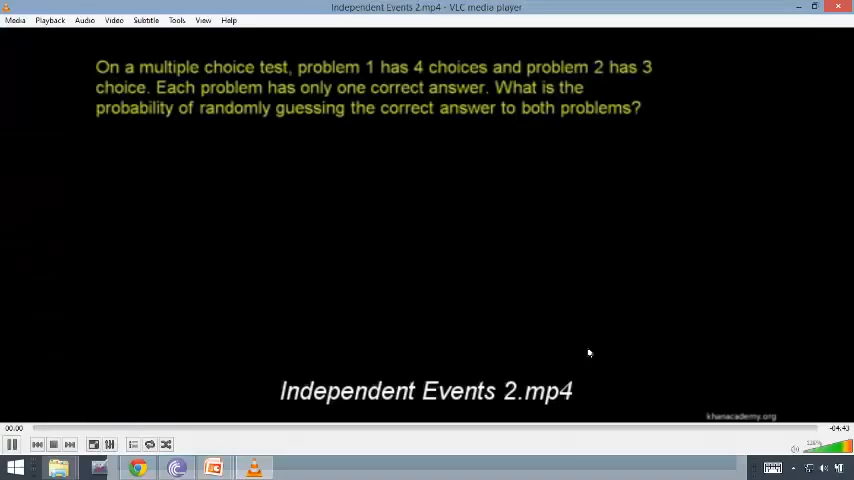 Independent Events 2.mp4 - VLC media player
Media Playback Audio Video Subtitle Tools View Help
On a multiple choice test, problem 1 has 4 choices and problem 2 has 3
choice. Each problem has only one correct answer. What is the
probability of randomly guessing the correct answer to both problems?
Independent Events 2.mp4
khanacademy.org
00:00 -04:43